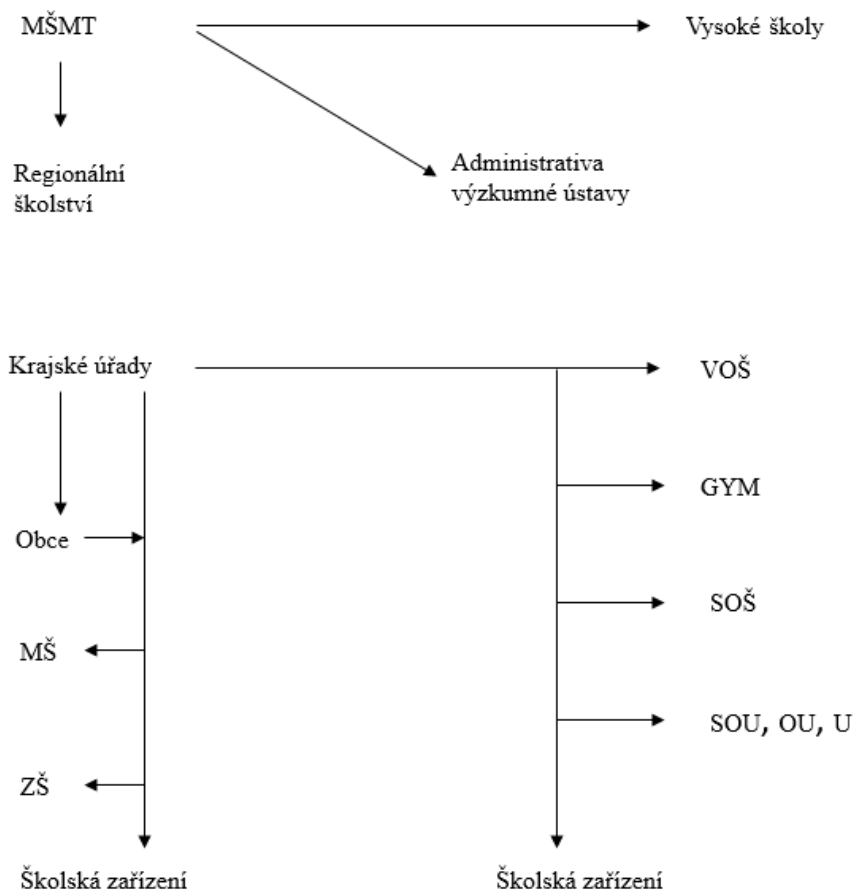 MŠMT
Vysoké školy
Regionální
školství
Administrativa
výzkumné ústavy
Krajské úřady
VOŠ
GYM
Obce
SOŠ
MŠ
SOU, OU, U
ZŠ
Školská zařízení
Školská zařízení